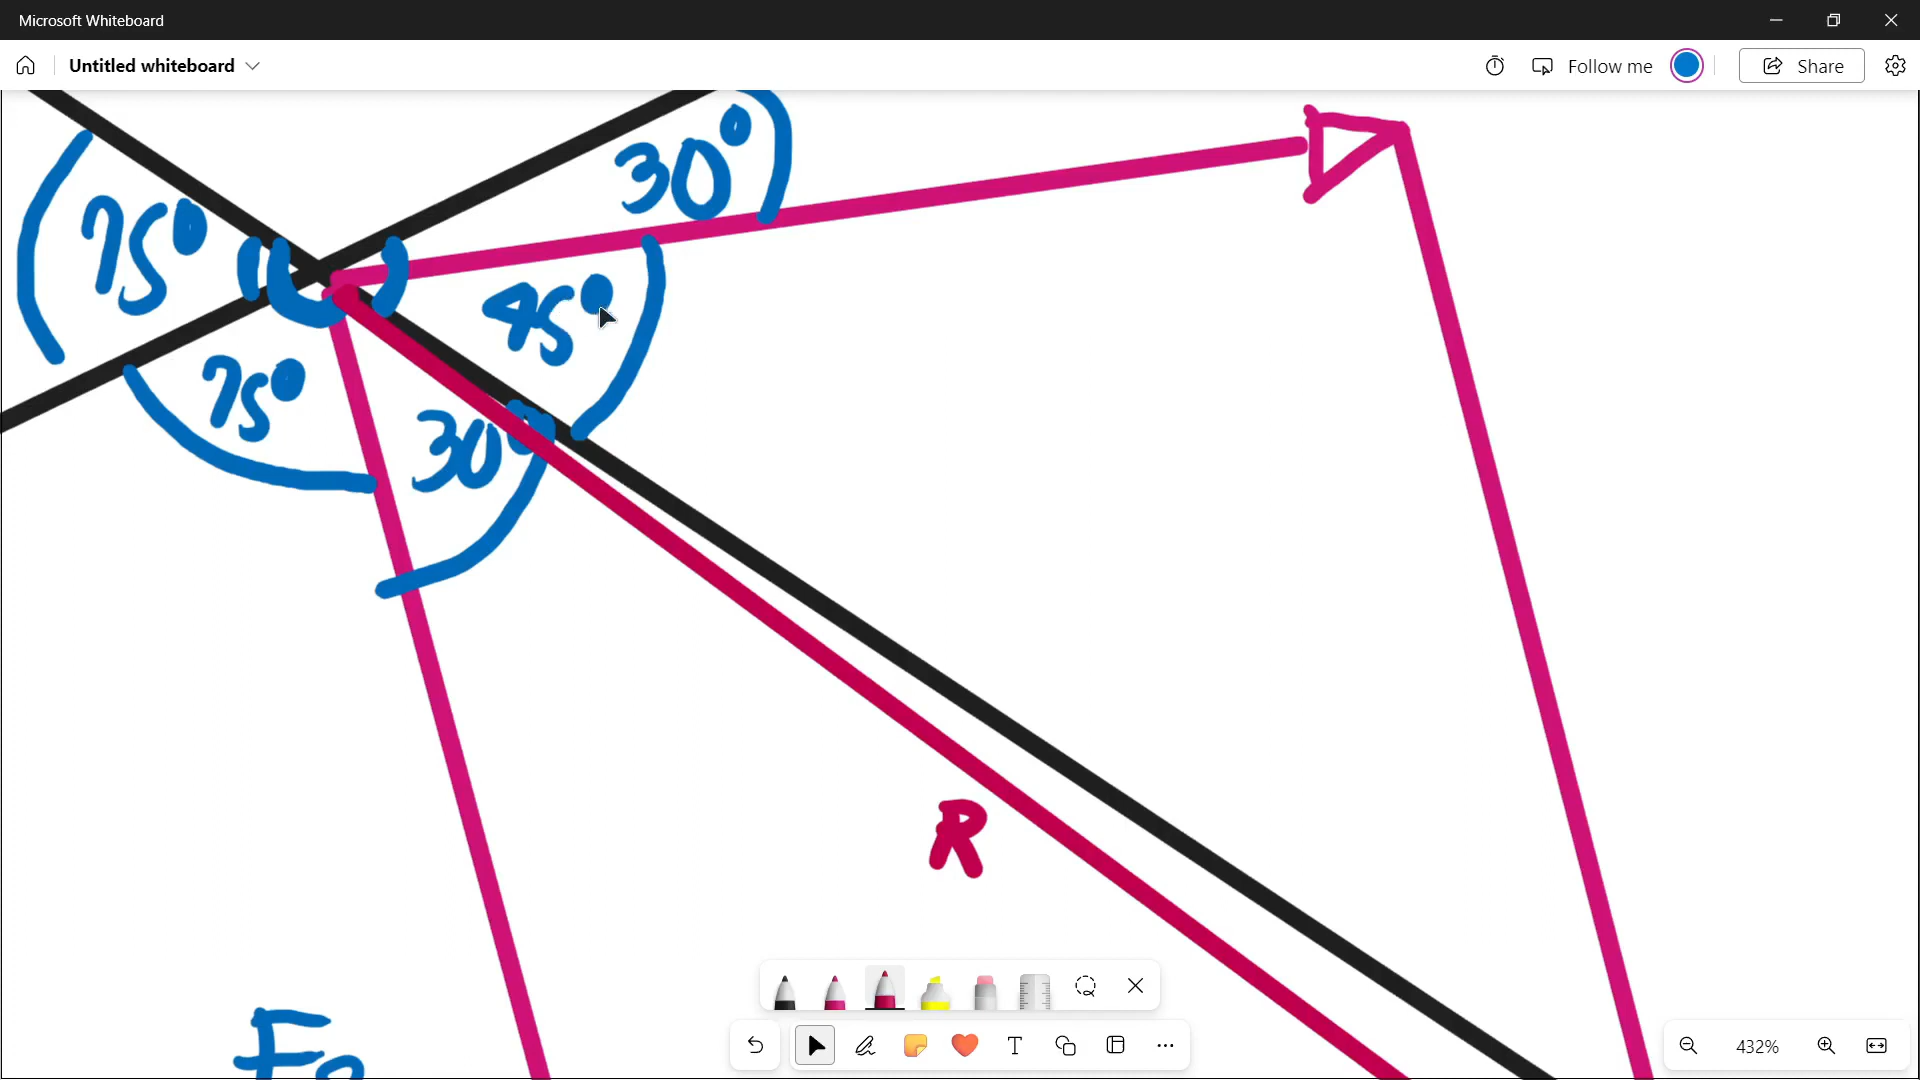 Microsoft Whiteboard
Untitled whiteboard
Follow me
Share
30°
75°
45°
75°
30°
R
432%